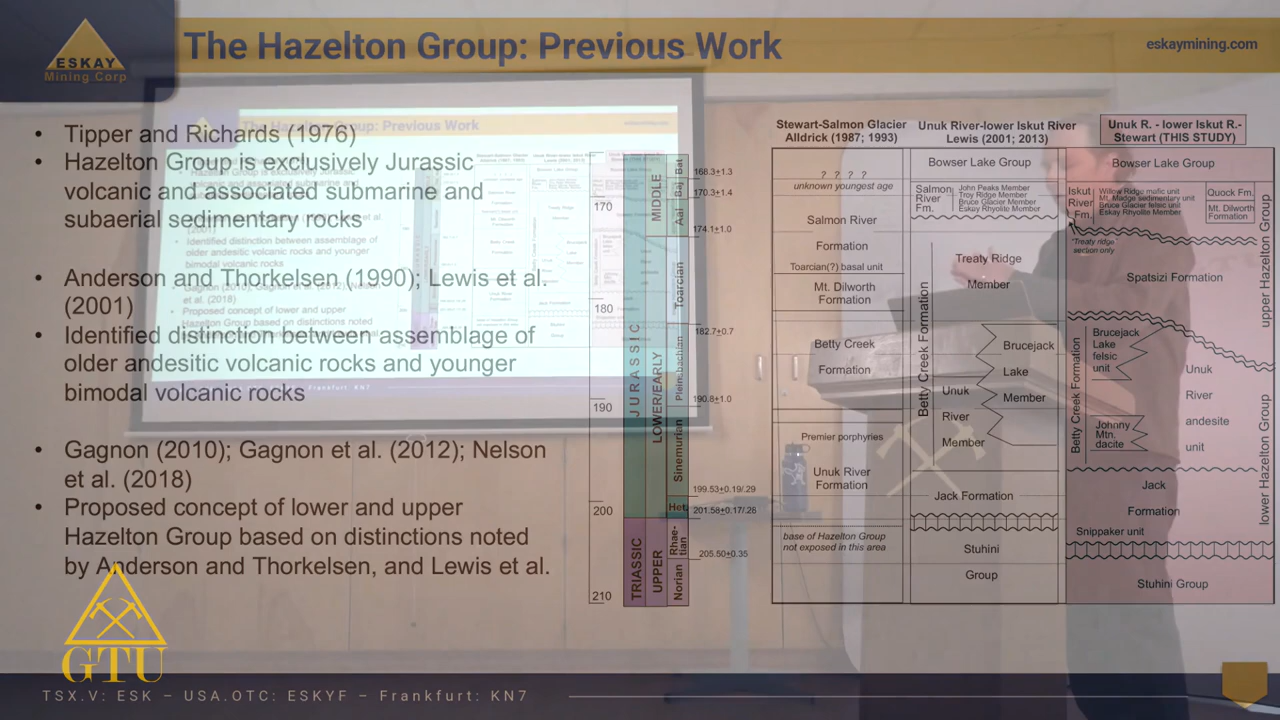 ESKAY
Mining Corp
The Hazelton Group: Previous Work
eskaymining.com
• Tipper and Richards (1976)
• Hazelton Group is exclusively Jurassic
volcanic and associated submarine and
subaerial sedimentary rocks
• Anderson and Thorkelsen (1990); Lewis et al.
(2001)
• Identified distinction between assemblage of
older andesitic volcanic rocks and younger
bimodal volcanic rocks
• Gagnon (2010); Gagnon et al. (2012); Nelson
et al. (2018)
• Proposed concept of lower and upper
Hazelton Group based on distinctions noted
by Anderson and Thorkelsen, and Lewis et al.
170
180
190
200
210
JURASSIC
TRIASSIC
MIDDLE
LOWER/EARLY
UPPER
Bat
Baj
Aal
Toarcian
Pleinsbachian
Sinemurian
Het.
Rhae-
tian
Norian
168.3+1.3
170.3+1.4
174.1+1.0
182.7+0.7
190.8+1.0
199.53+0.19/.29
201.58+0.17/.28
205.50+0.35
Stewart-Salmon Glacier
Alldrick (1987; 1993)
? ? ? ?
unknown youngest age
Salmon River
Formation
Toarcian(?) basal unit
Mt. Dilworth
Formation
Betty Creek
Formation
Premier porphyries
Unuk River
Formation
base of Hazelton Group
not exposed in this area
Unuk River-lower Iskut River
Lewis (2001; 2013)
Bowser Lake Group
Salmon
River
Fm.
John Peaks Member
Troy Ridge Member
Bruce Glacier Member
Eskay Rhyolite Member
Treaty Ridge
Member
Betty Creek Formation
Brucejack
Lake
Member
Unuk
River
Member
Jack Formation
Stuhini
Group
Unuk R. - lower Iskut R.-
Stewart (THIS STUDY)
Bowser Lake Group
Iskut
River
Fm.
Willow Ridge mafic unit
Mt. Madge sedimentary unit
Bruce Glacier felsic unit
Eskay Rhyolite Member
Quock Fm.
Mt. Dilworth
Formation
"Treaty ridge"
section only
Spatsizi Formation
Betty Creek Formation
Brucejack
Lake
felsic
unit
Unuk
River
andesite
unit
Johnny
Mtn.
dacite
Jack
Formation
Snippaker unit
Stuhini Group
upper Hazelton Group
lower Hazelton Group
GTU
TSX.V: ESK – USA.OTC: ESKYF – Frankfurt: KN7